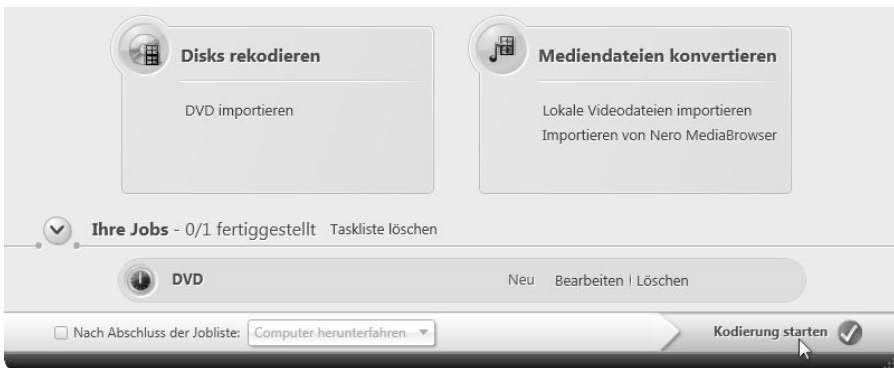 Disks rekodieren
DVD importieren
Mediendateien konvertieren
Lokale Videodateien importieren
Importieren von Nero MediaBrowser
Ihre Jobs - 0/1 fertiggestellt Taskliste löschen
DVD Neu Bearbeiten | Löschen
Nach Abschluss der Jobliste: Computer herunterfahren Kodierung starten